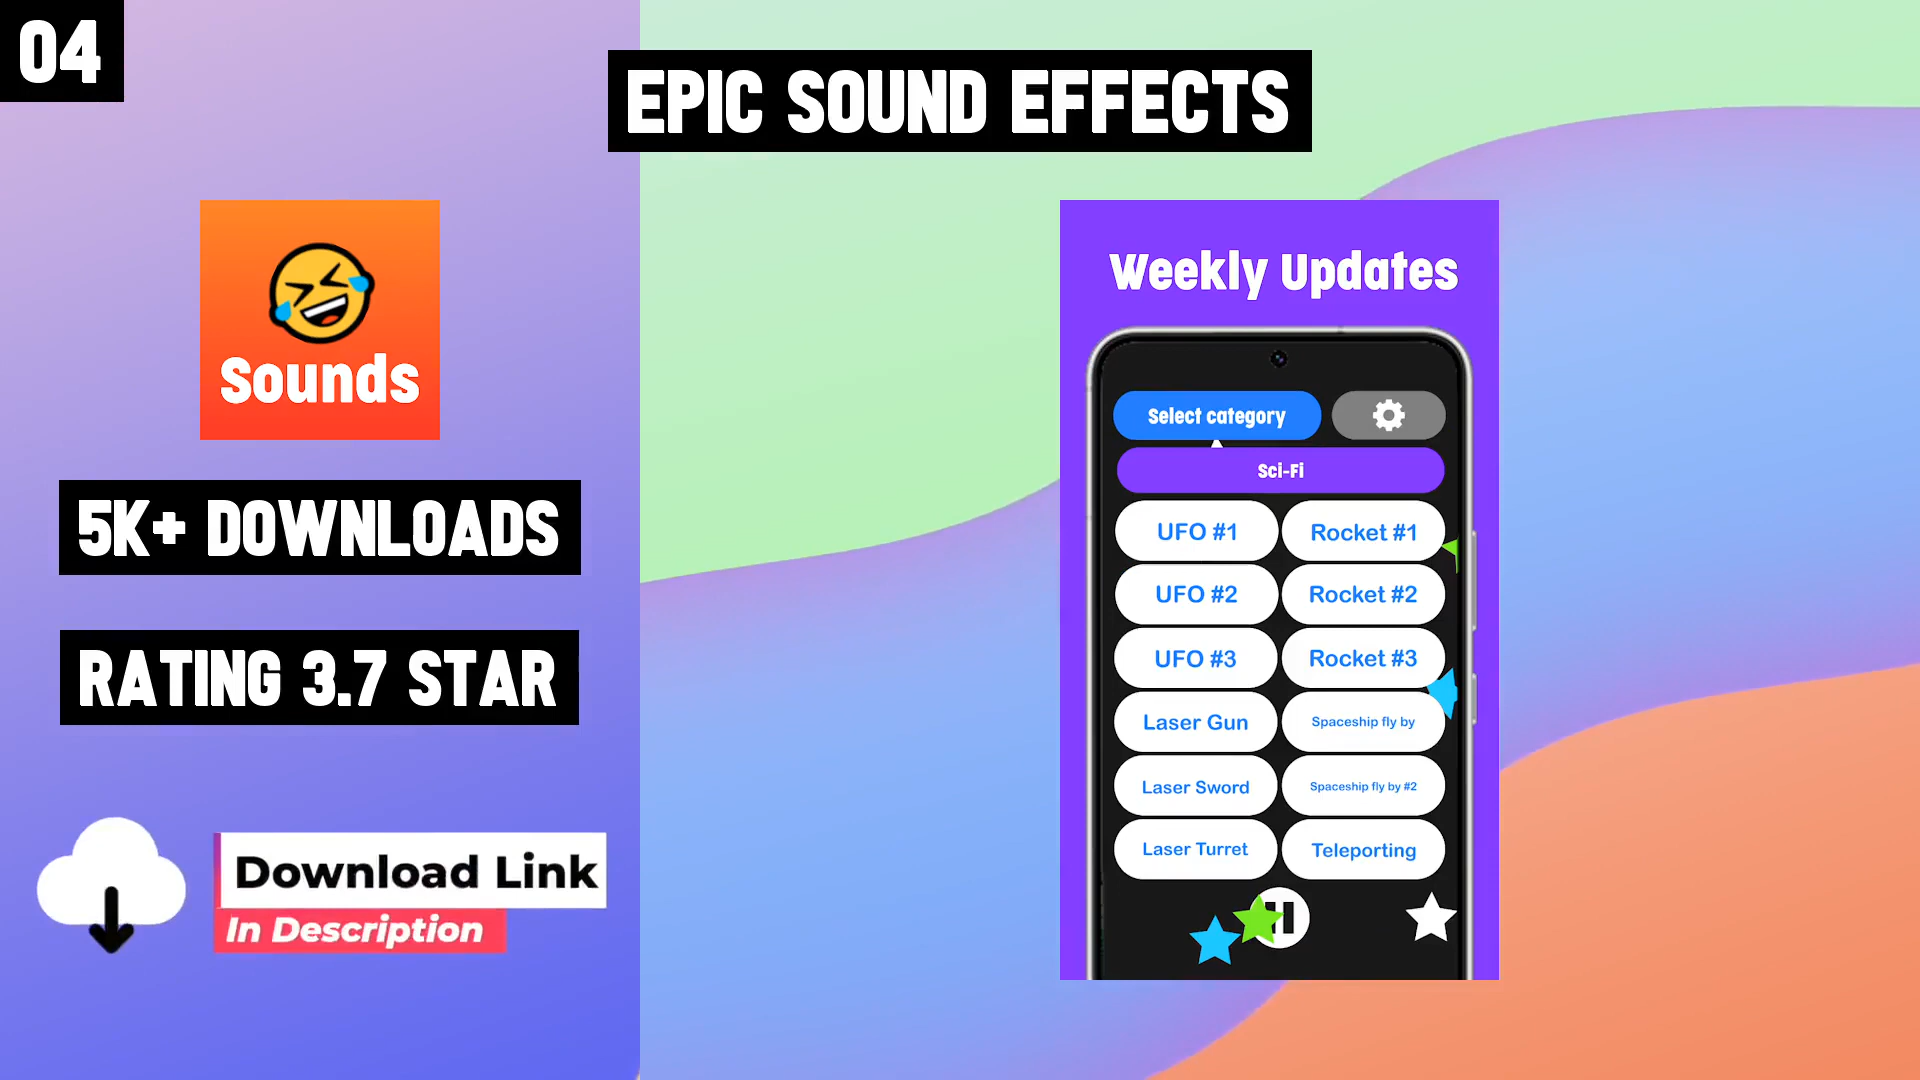 04
EPIC SOUND EFFECTS
Sounds
5K+ DOWNLOADS
RATING 3.7 STAR
Download Link
In Description
Weekly Updates
Select category
Sci-Fi
UFO #1
Rocket #1
UFO #2
Rocket #2
UFO #3
Rocket #3
Laser Gun
Spaceship fly by
Laser Sword
Spaceship fly by #2
Laser Turret
Teleporting